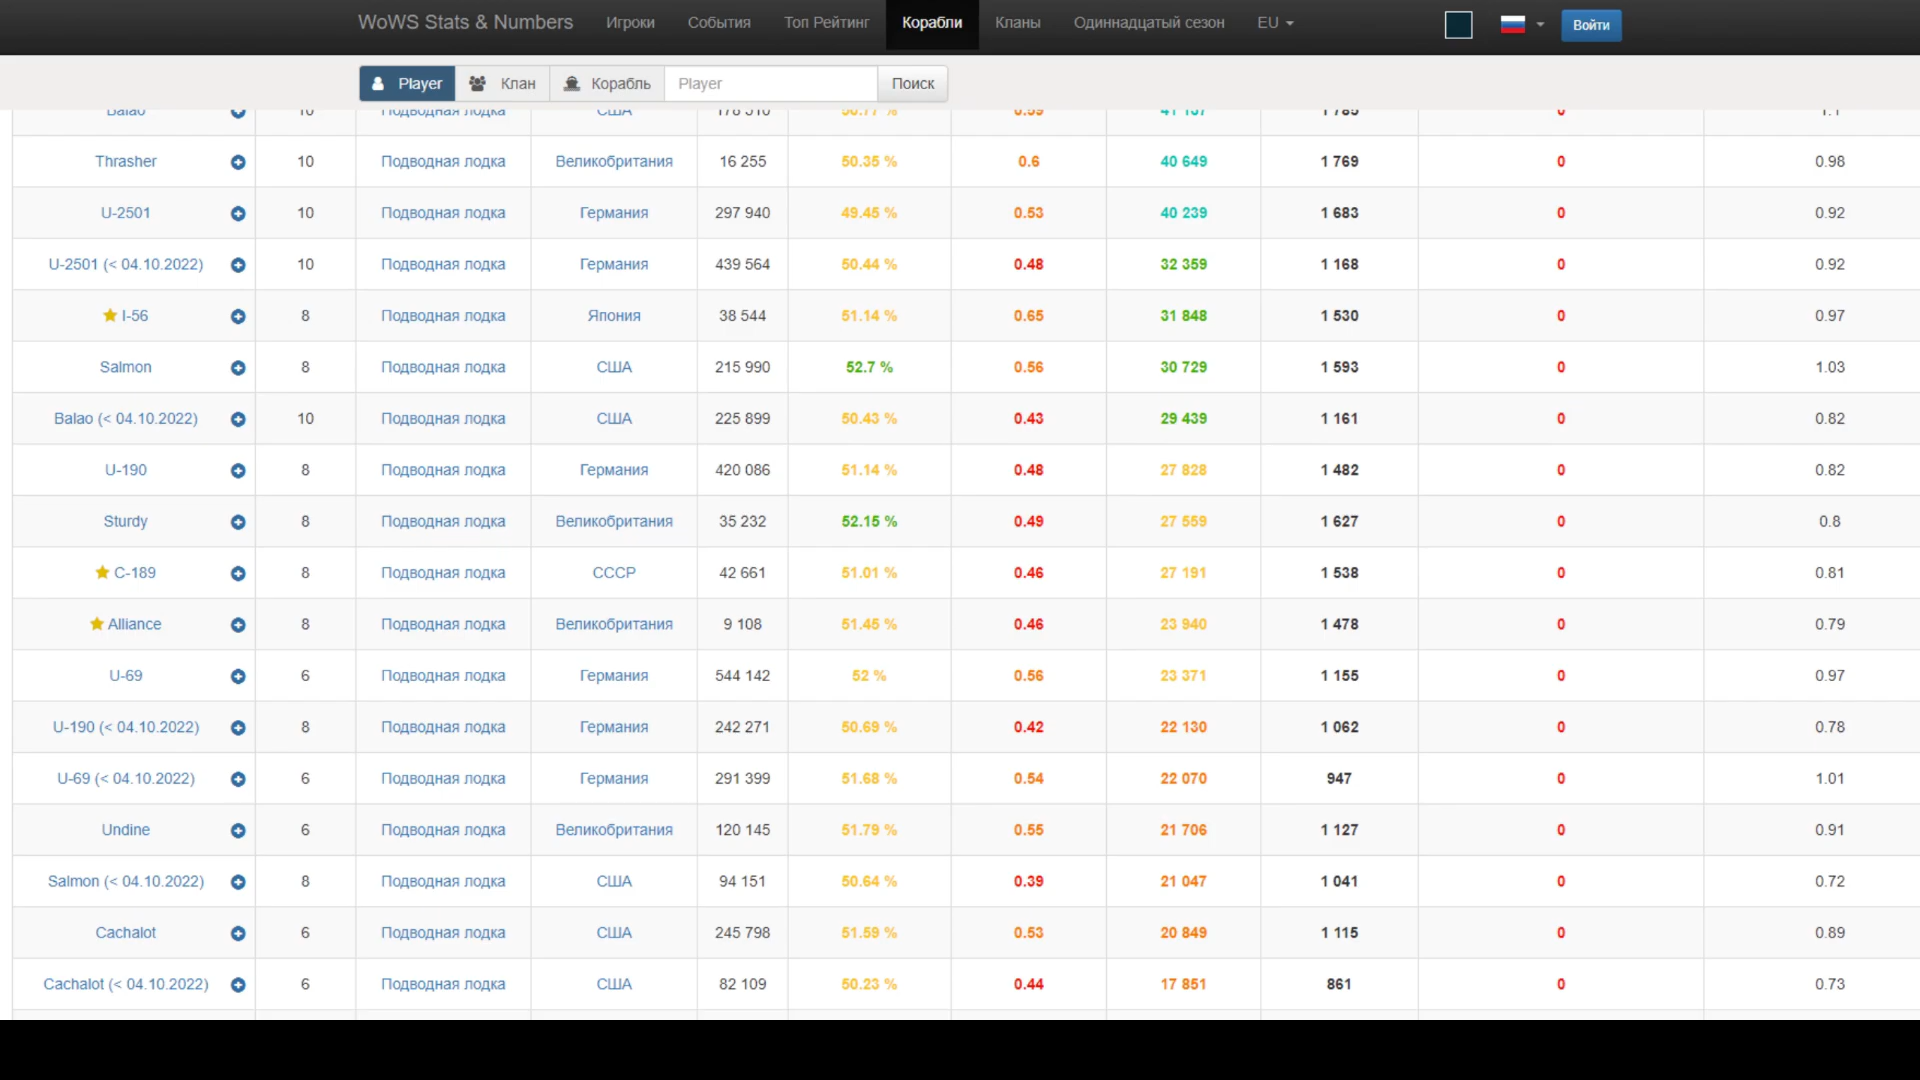 WoWS Stats & Numbers Игроки События Топ Рейтинг Корабли Кланы Одиннадцатый сезон EU Войти
Player Клан Корабль Player Поиск
Balao 10 Подводная лодка США 50.77 % 0.59 41 137 1 785 0 1.1
Thrasher 10 Подводная лодка Великобритания 16 255 50.35 % 0.6 40 649 1 769 0 0.98
U-2501 10 Подводная лодка Германия 297 940 49.45 % 0.53 40 239 1 683 0 0.92
U-2501 (< 04.10.2022) 10 Подводная лодка Германия 439 564 50.44 % 0.48 32 359 1 168 0 0.92
I-56 8 Подводная лодка Япония 38 544 51.14 % 0.65 31 848 1 530 0 0.97
Salmon 8 Подводная лодка США 215 990 52.7 % 0.56 30 729 1 593 0 1.03
Balao (< 04.10.2022) 10 Подводная лодка США 225 899 50.43 % 0.43 29 439 1 161 0 0.82
U-190 8 Подводная лодка Германия 420 086 51.14 % 0.48 27 828 1 482 0 0.82
Sturdy 8 Подводная лодка Великобритания 35 232 52.15 % 0.49 27 559 1 627 0 0.8
С-189 8 Подводная лодка СССР 42 661 51.01 % 0.46 27 191 1 538 0 0.81
Alliance 8 Подводная лодка Великобритания 9 108 51.45 % 0.46 23 940 1 478 0 0.79
U-69 6 Подводная лодка Германия 544 142 52 % 0.56 23 371 1 155 0 0.97
U-190 (< 04.10.2022) 8 Подводная лодка Германия 242 271 50.69 % 0.42 22 130 1 062 0 0.78
U-69 (< 04.10.2022) 6 Подводная лодка Германия 291 399 51.68 % 0.54 22 070 947 0 1.01
Undine 6 Подводная лодка Великобритания 120 145 51.79 % 0.55 21 706 1 127 0 0.91
Salmon (< 04.10.2022) 8 Подводная лодка США 94 151 50.64 % 0.39 21 047 1 041 0 0.72
Cachalot 6 Подводная лодка США 245 798 51.59 % 0.53 20 849 1 115 0 0.89
Cachalot (< 04.10.2022) 6 Подводная лодка США 82 109 50.23 % 0.44 17 851 861 0 0.73